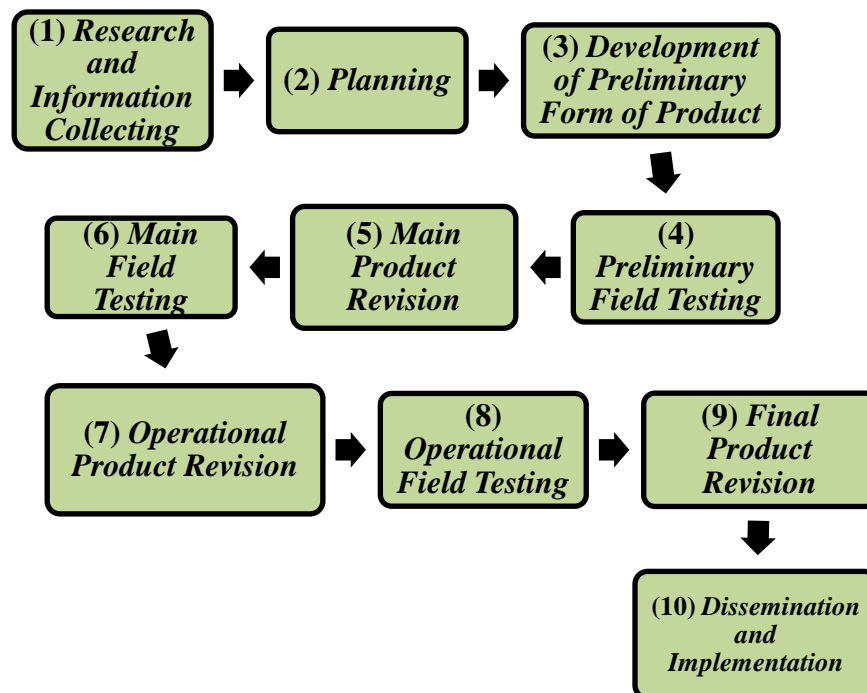 (1) Research
and
Information
Collecting
(2) Planning
(3) Development
of Preliminary
Form of Product
(4)
Preliminary
Field Testing
(5) Main
Product
Revision
(6) Main
Field
Testing
(7) Operational
Product Revision
(8)
Operational
Field Testing
(9) Final
Product
Revision
(10) Dissemination
and
Implementation